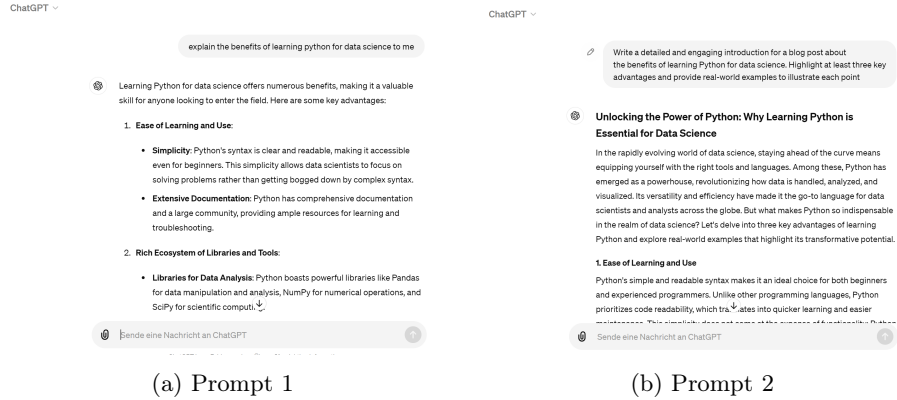 ChatGPT
explain the benefits of learning python for data science to me
Learning Python for data science offers numerous benefits, making it a valuable
skill for anyone looking to enter the field. Here are some key advantages:
1. Ease of Learning and Use:
• Simplicity: Python's syntax is clear and readable, making it accessible
even for beginners. This simplicity allows data scientists to focus on
solving problems rather than getting bogged down by complex syntax.
• Extensive Documentation: Python has comprehensive documentation
and a large community, providing ample resources for learning and
troubleshooting.
2. Rich Ecosystem of Libraries and Tools:
• Libraries for Data Analysis: Python boasts powerful libraries like Pandas
for data manipulation and analysis, NumPy for numerical operations, and
SciPy for scientific computi
Sende eine Nachricht an ChatGPT
(a) Prompt 1
ChatGPT
Write a detailed and engaging introduction for a blog post about
the benefits of learning Python for data science. Highlight at least three key
advantages and provide real-world examples to illustrate each point
Unlocking the Power of Python: Why Learning Python is
Essential for Data Science
In the rapidly evolving world of data science, staying ahead of the curve means
equipping yourself with the right tools and languages. Among these, Python has
emerged as a powerhouse, revolutionizing how data is handled, analyzed, and
visualized. Its versatility and efficiency have made it the go-to language for data
scientists and analysts across the globe. But what makes Python so indispensable
in the realm of data science? Let's delve into three key advantages of learning
Python and explore real-world examples that highlight its transformative potential.
1. Ease of Learning and Use
Python's simple and readable syntax makes it an ideal choice for both beginners
and experienced programmers. Unlike other programming languages, Python
prioritizes code readability, which tra ates into quicker learning and easier
Sende eine Nachricht an ChatGPT
(b) Prompt 2